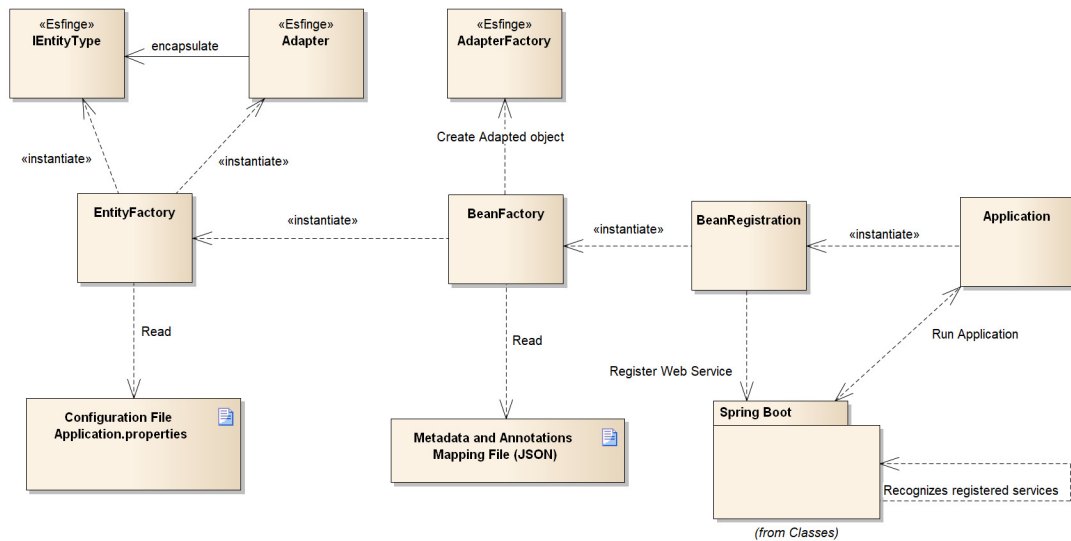 «Esfinge»
IEntityType
encapsulate
«Esfinge»
Adapter
«Esfinge»
AdapterFactory
Create Adapted object
«instantiate»
«instantiate»
EntityFactory
«instantiate»
BeanFactory
«instantiate»
BeanRegistration
«instantiate»
Application
Read
Read
Register Web Service
Run Application
Configuration File
Application.properties
Metadata and Annotations
Mapping File (JSON)
Spring Boot
Recognizes registered services
(from Classes)